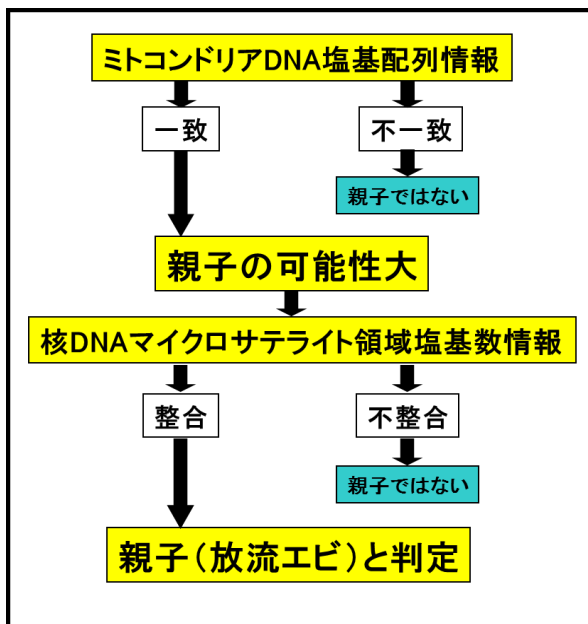 ミトコンドリアDNA塩基配列情報
一致
不一致
親子ではない
親子の可能性大
核DNAマイクロサテライト領域塩基数情報
整合
不整合
親子ではない
親子（放流エビ）と判定